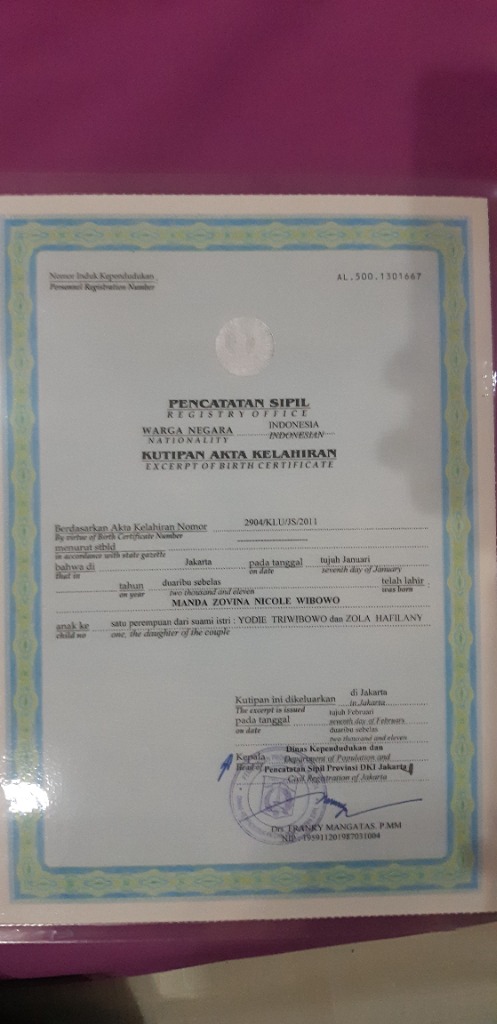 Nomor Induk Kependudukan
Personnel Registration Number
AL.500.1301667
PENCATATAN SIPIL
REGISTRY OFFICE
WARGA NEGARA INDONESIA
NATIONALITY INDONESIAN
KUTIPAN AKTA KELAHIRAN
EXCERPT OF BIRTH CERTIFICATE
Berdasarkan Akta Kelahiran Nomor 2904/KLU/JS/2011
By virtue of Birth Certificate Number
menurut stbld
in accordance with state gazette
bahwa di Jakarta pada tanggal tujuh Januari
that in on date seventh day of January
tahun duaribu sebelas telah lahir
on year two thousand and eleven was born
MANDA ZOVINA NICOLE WIBOWO
anak ke satu perempuan dari suami istri : YODIE TRIWIBOWO dan ZOLA HAFILANY
child no one, the daughter of the couple
Kutipan ini dikeluarkan di Jakarta
The excerpt is issued in Jakarta
pada tanggal tujuh Februari
on date seventh day of February
duaribu sebelas
two thousand and eleven
Kepala Dinas Kependudukan dan
Department of Population and
Head of Pencatatan Sipil Provinsi DKI Jakarta
Civil Registration of Jakarta
Drs. FRANKY MANGATAS. P.MM
NIP. 195911201987031004